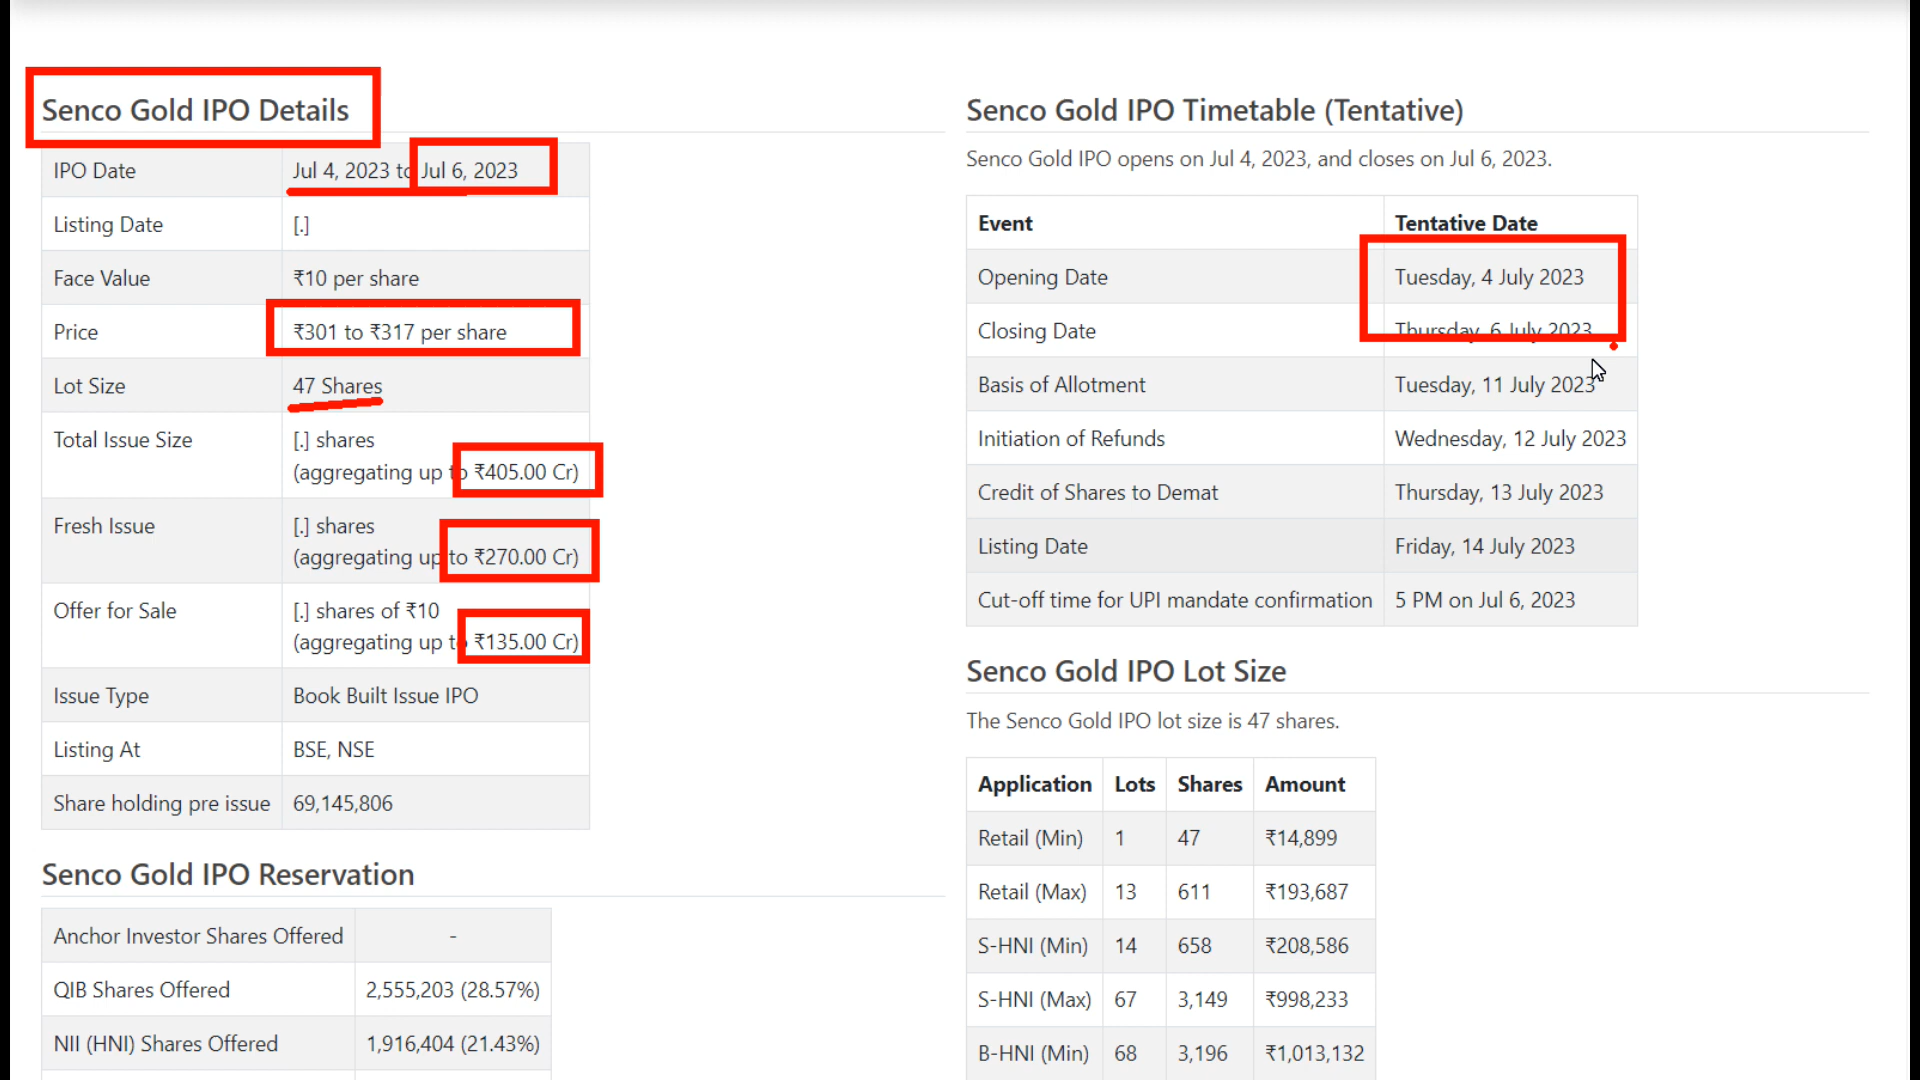 Senco Gold IPO Details
IPO Date Jul 4, 2023 to Jul 6, 2023
Listing Date [.]
Face Value ₹10 per share
Price ₹301 to ₹317 per share
Lot Size 47 Shares
Total Issue Size [.] shares
(aggregating up to ₹405.00 Cr)
Fresh Issue [.] shares
(aggregating up to ₹270.00 Cr)
Offer for Sale [.] shares of ₹10
(aggregating up to ₹135.00 Cr)
Issue Type Book Built Issue IPO
Listing At BSE, NSE
Share holding pre issue 69,145,806
Senco Gold IPO Reservation
Anchor Investor Shares Offered -
QIB Shares Offered 2,555,203 (28.57%)
NII (HNI) Shares Offered 1,916,404 (21.43%)
Senco Gold IPO Timetable (Tentative)
Senco Gold IPO opens on Jul 4, 2023, and closes on Jul 6, 2023.
Event Tentative Date
Opening Date Tuesday, 4 July 2023
Closing Date Thursday, 6 July 2023
Basis of Allotment Tuesday, 11 July 2023
Initiation of Refunds Wednesday, 12 July 2023
Credit of Shares to Demat Thursday, 13 July 2023
Listing Date Friday, 14 July 2023
Cut-off time for UPI mandate confirmation 5 PM on Jul 6, 2023
Senco Gold IPO Lot Size
The Senco Gold IPO lot size is 47 shares.
Application Lots Shares Amount
Retail (Min) 1 47 ₹14,899
Retail (Max) 13 611 ₹193,687
S-HNI (Min) 14 658 ₹208,586
S-HNI (Max) 67 3,149 ₹998,233
B-HNI (Min) 68 3,196 ₹1,013,132